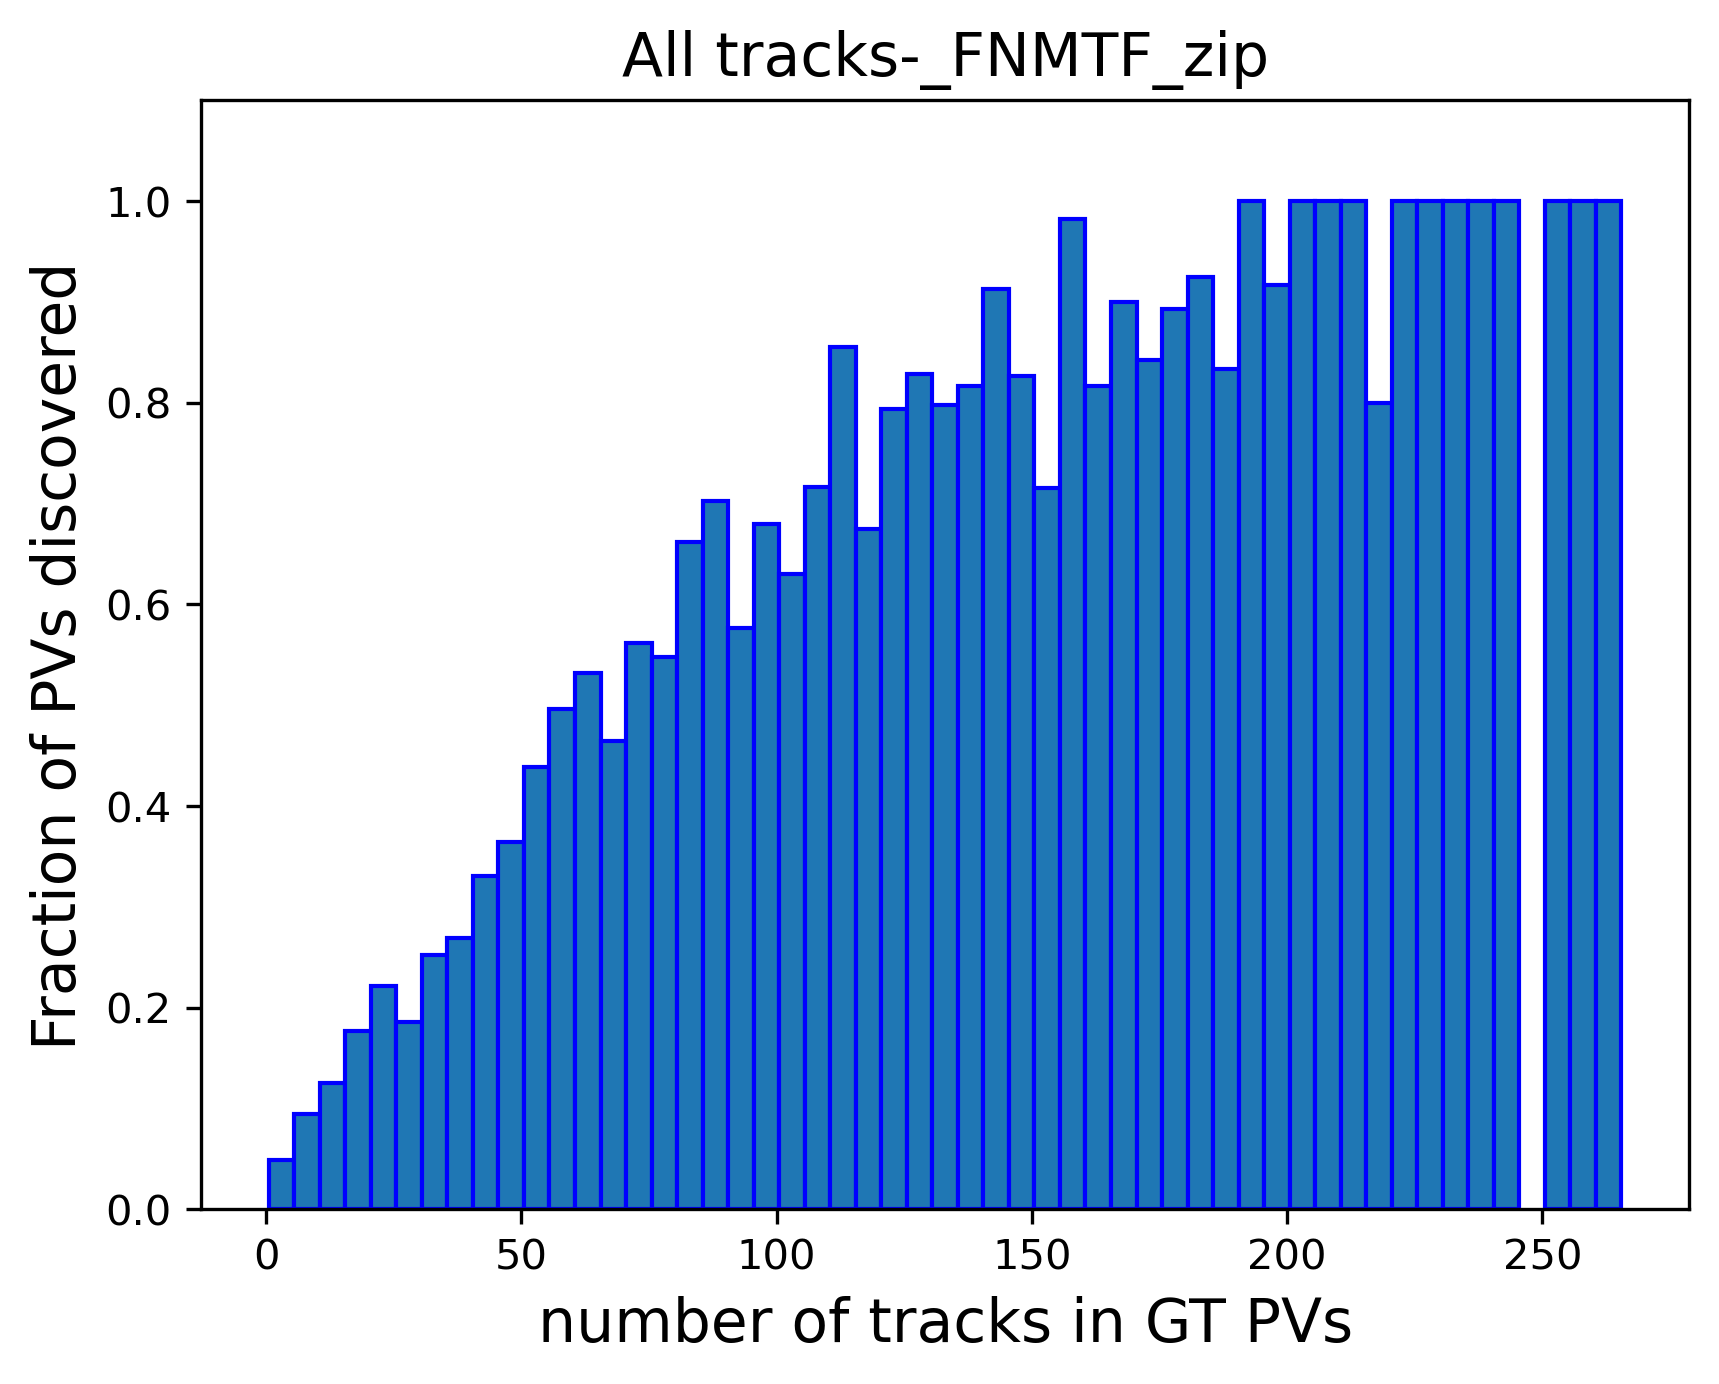 All tracks-_FNMTF_zip
Fraction of PVs discovered
1.0
0.8
0.6
0.4
0.2
0.0
0 50 100 150 200 250
number of tracks in GT PVs